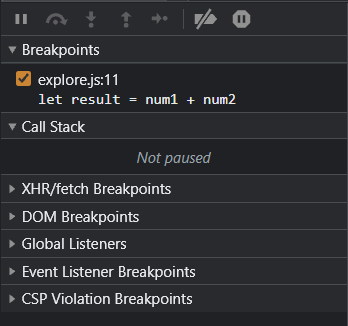 Breakpoints
explore.js:11
let result = num1 + num2
Call Stack
Not paused
XHR/fetch Breakpoints
DOM Breakpoints
Global Listeners
Event Listener Breakpoints
CSP Violation Breakpoints